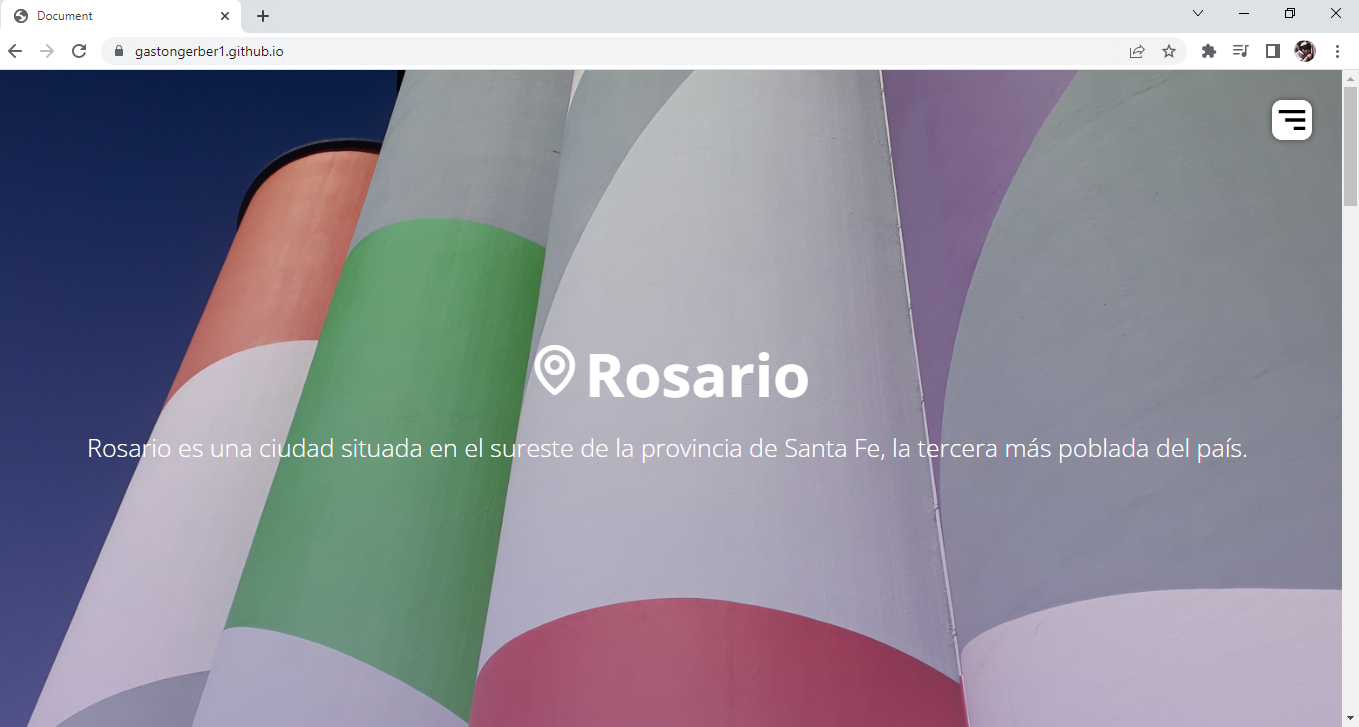 Document
gastongerber1.github.io
Rosario
Rosario es una ciudad situada en el sureste de la provincia de Santa Fe, la tercera más poblada del país.